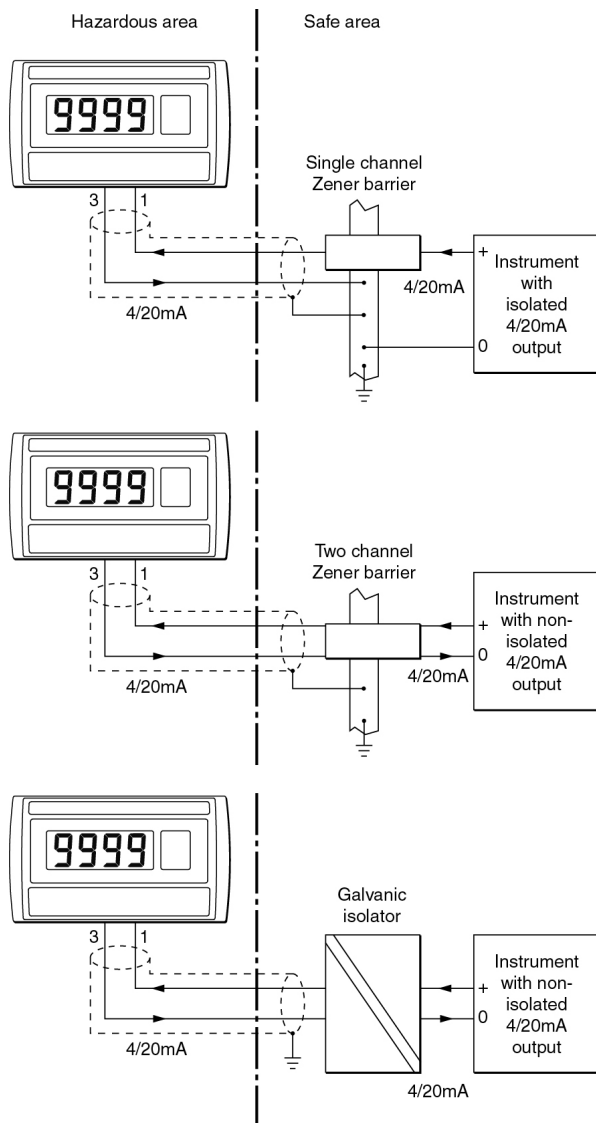 Hazardous area
Safe area
9999
3
1
Single channel
Zener barrier
4/20mA
4/20mA
+
0
Instrument
with
isolated
4/20mA
output
9999
3
1
Two channel
Zener barrier
4/20mA
4/20mA
+
0
Instrument
with non-
isolated
4/20mA
output
9999
3
1
Galvanic
isolator
4/20mA
4/20mA
+
0
Instrument
with non-
isolated
4/20mA
output